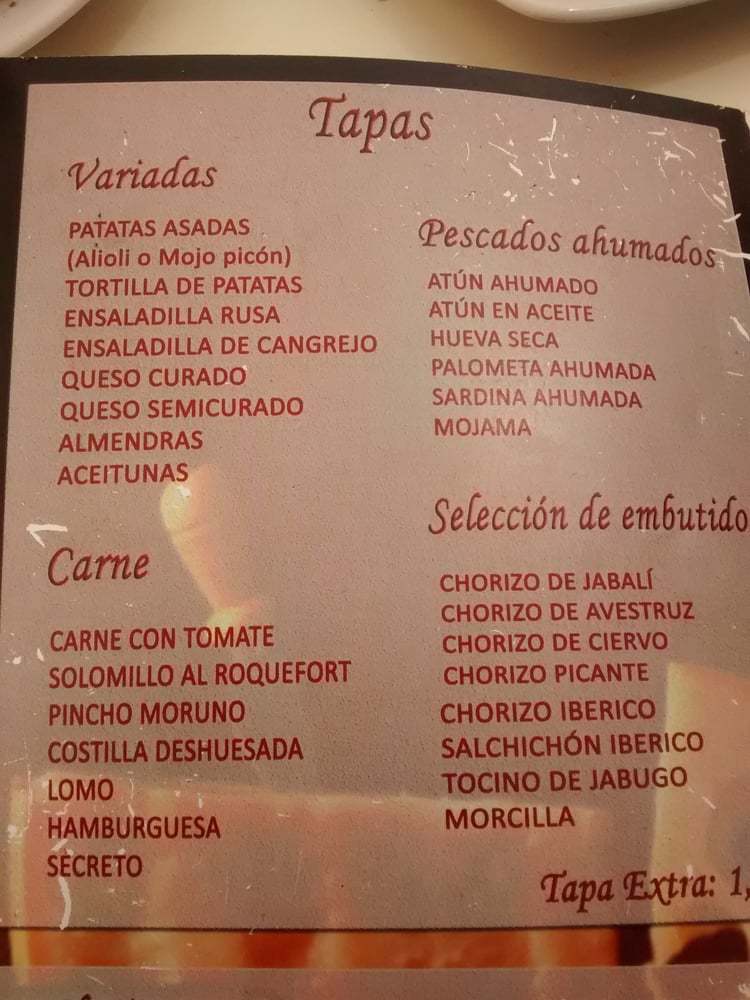 Tapas
Variadas
PATATAS ASADAS
(Alioli o Mojo picón)
TORTILLA DE PATATAS
ENSALADILLA RUSA
ENSALADILLA DE CANGREJO
QUESO CURADO
QUESO SEMICURADO
ALMENDRAS
ACEITUNAS
Carne
CARNE CON TOMATE
SOLOMILLO AL ROQUEFORT
PINCHO MORUNO
COSTILLA DESHUESADA
LOMO
HAMBURGUESA
SECRETO
Pescados ahumados
ATÚN AHUMADO
ATÚN EN ACEITE
HUEVA SECA
PALOMETA AHUMADA
SARDINA AHUMADA
MOJAMA
Selección de embutido
CHORIZO DE JABALÍ
CHORIZO DE AVESTRUZ
CHORIZO DE CIERVO
CHORIZO PICANTE
CHORIZO IBERICO
SALCHICHÓN IBERICO
TOCINO DE JABUGO
MORCILLA
Tapa Extra: 1,